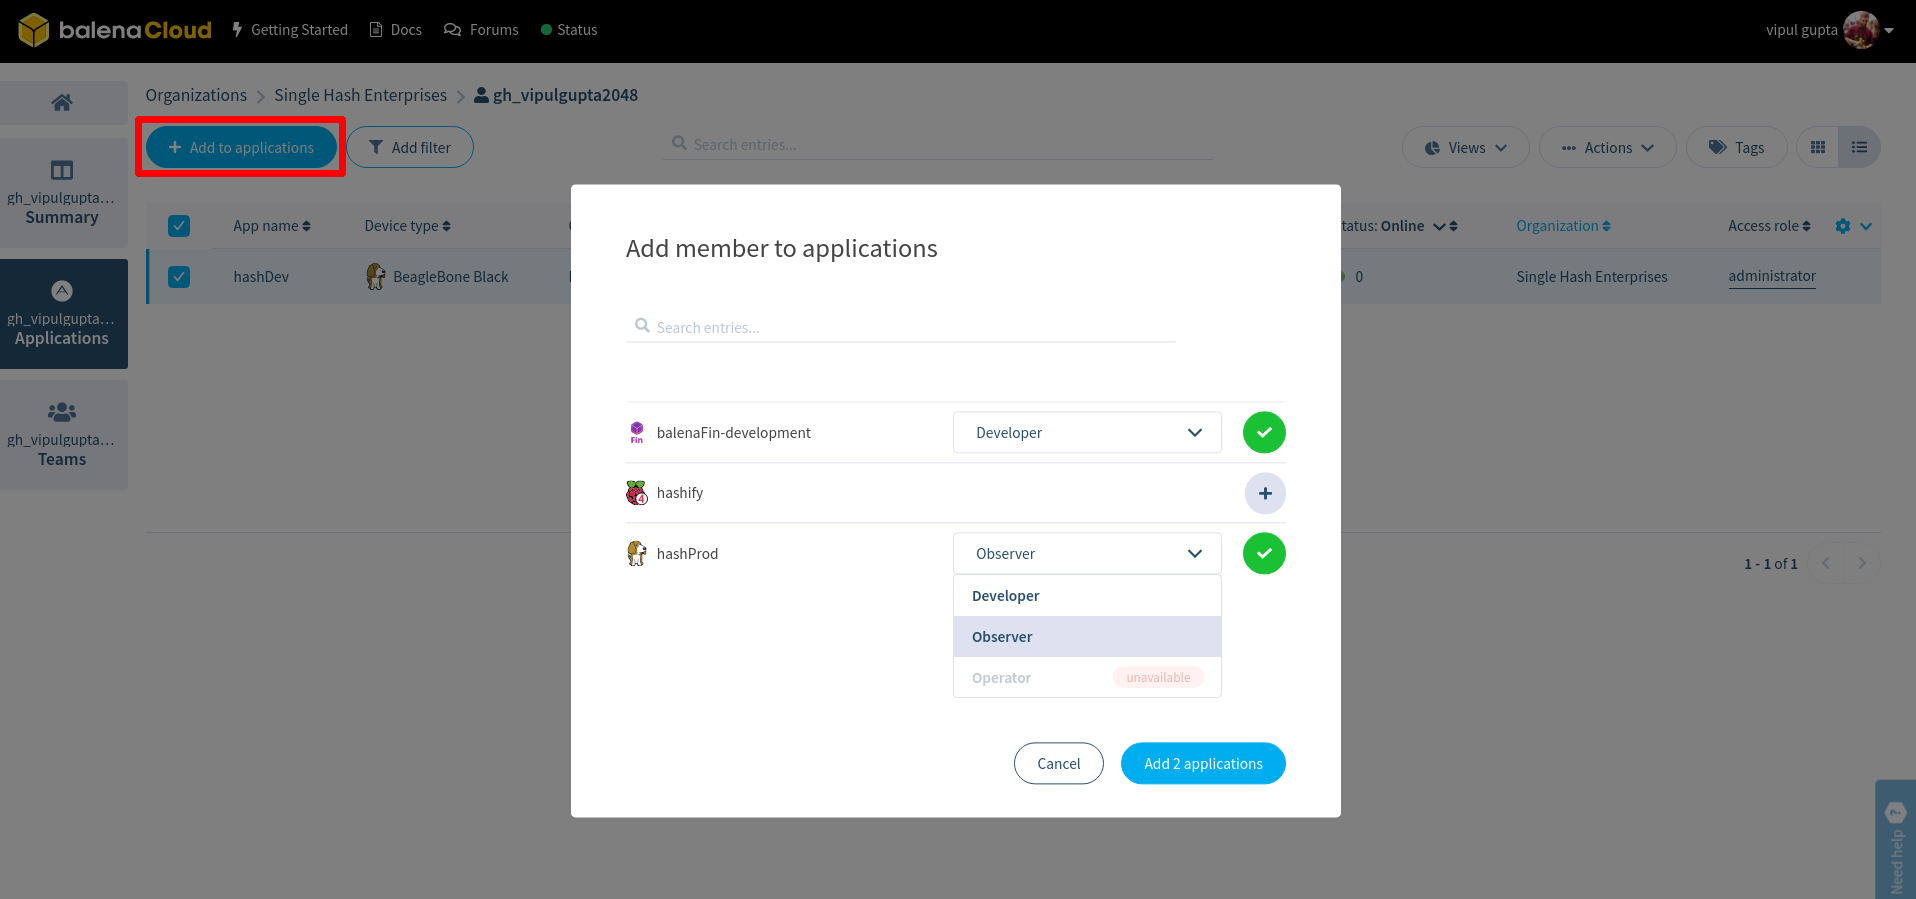 balenaCloud Getting Started Docs Forums Status vipul gupta
Organizations Single Hash Enterprises gh_vipulgupta2048
+ Add to applications Add filter Search entries... Views Actions Tags
gh_vipulgupta...
Summary
App name Device type Online Organization Access role
hashDev BeagleBone Black 0 Single Hash Enterprises administrator
gh_vipulgupta...
Applications
gh_vipulgupta...
Teams
Add member to applications
Search entries...
Fin balenaFin-development Developer
4 hashify +
hashProd Observer
Developer
Observer
Operator unavailable
Cancel Add 2 applications
1 - 1 of 1
Need help ?